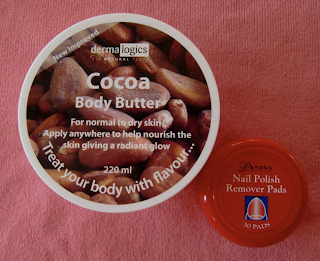 New Improved
dermalogics
Cocoa
Body Butter
For normal to dry skin
Apply anywhere to help nourish the
skin giving a radiant glow
Treat your body with flavour...
220 ml
Nail Polish
Remover Pads
10 PADS